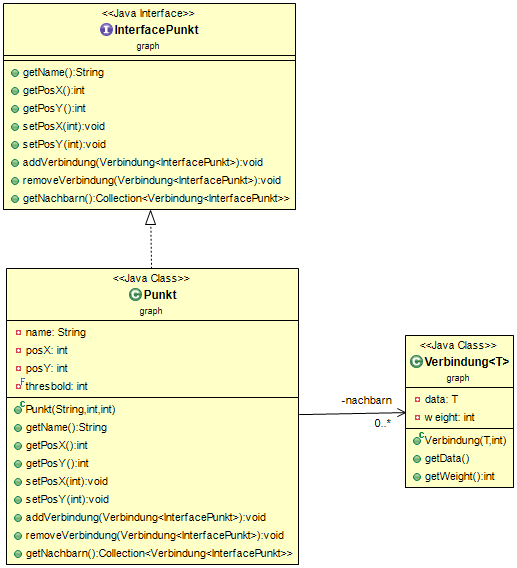 <<Java Interface>>
InterfacePunkt
graph
getName():String
getPosX():int
getPosY():int
setPosX(int):void
setPosY(int):void
addVerbindung(Verbindung<InterfacePunkt>):void
removeVerbindung(Verbindung<InterfacePunkt>):void
getNachbarn():Collection<Verbindung<InterfacePunkt>>
<<Java Class>>
Punkt
graph
name: String
posX: int
posY: int
thresbold: int
Punkt(String,int,int)
getName():String
getPosX():int
getPosY():int
setPosX(int):void
setPosY(int):void
addVerbindung(Verbindung<InterfacePunkt>):void
removeVerbindung(Verbindung<InterfacePunkt>):void
getNachbarn():Collection<Verbindung<InterfacePunkt>>
-nachbarn
0..*
<<Java Class>>
Verbindung<T>
graph
data: T
weight: int
Verbindung(T,int)
getData()
getWeight():int